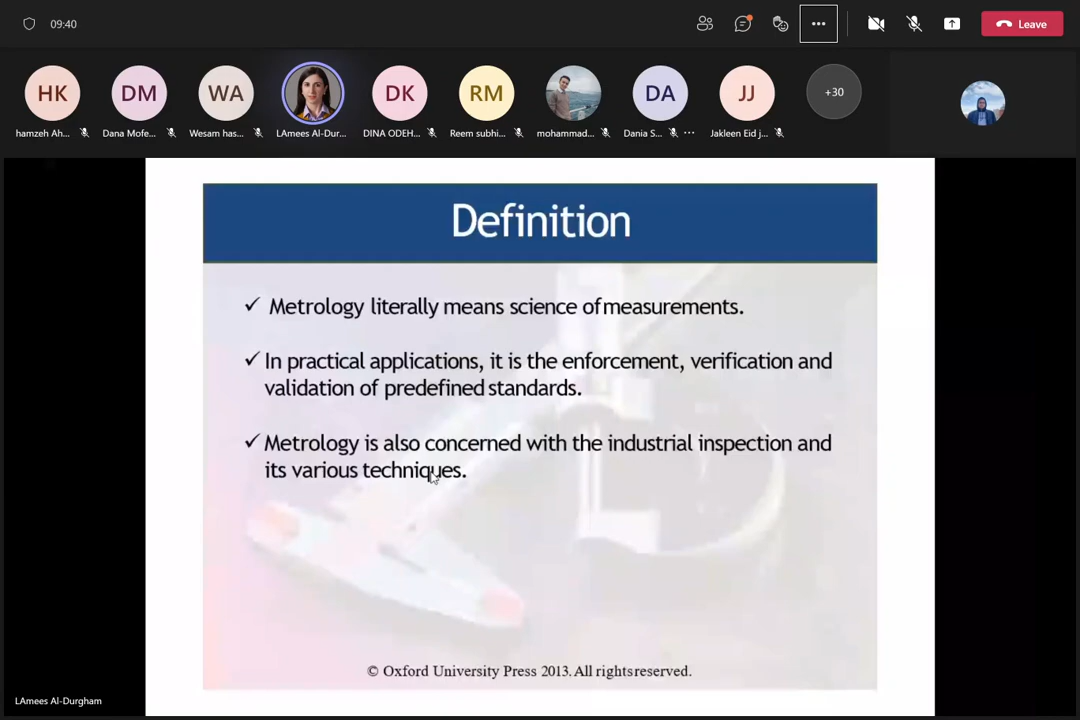 09:40
Leave
HK
DM
WA
DK
RM
DA
JJ
+30
hamzeh Ah...
Dana Mofe...
Wesam has...
LAmees Al-Dur...
DINA ODEH...
Reem subhi...
mohammad...
Dania S...
Jakleen Eid j...
Definition
Metrology literally means science of measurements.
In practical applications, it is the enforcement, verification and
validation of predefined standards.
Metrology is also concerned with the industrial inspection and
its various techniques.
© Oxford University Press 2013. All rights reserved.
LAmees Al-Durgham